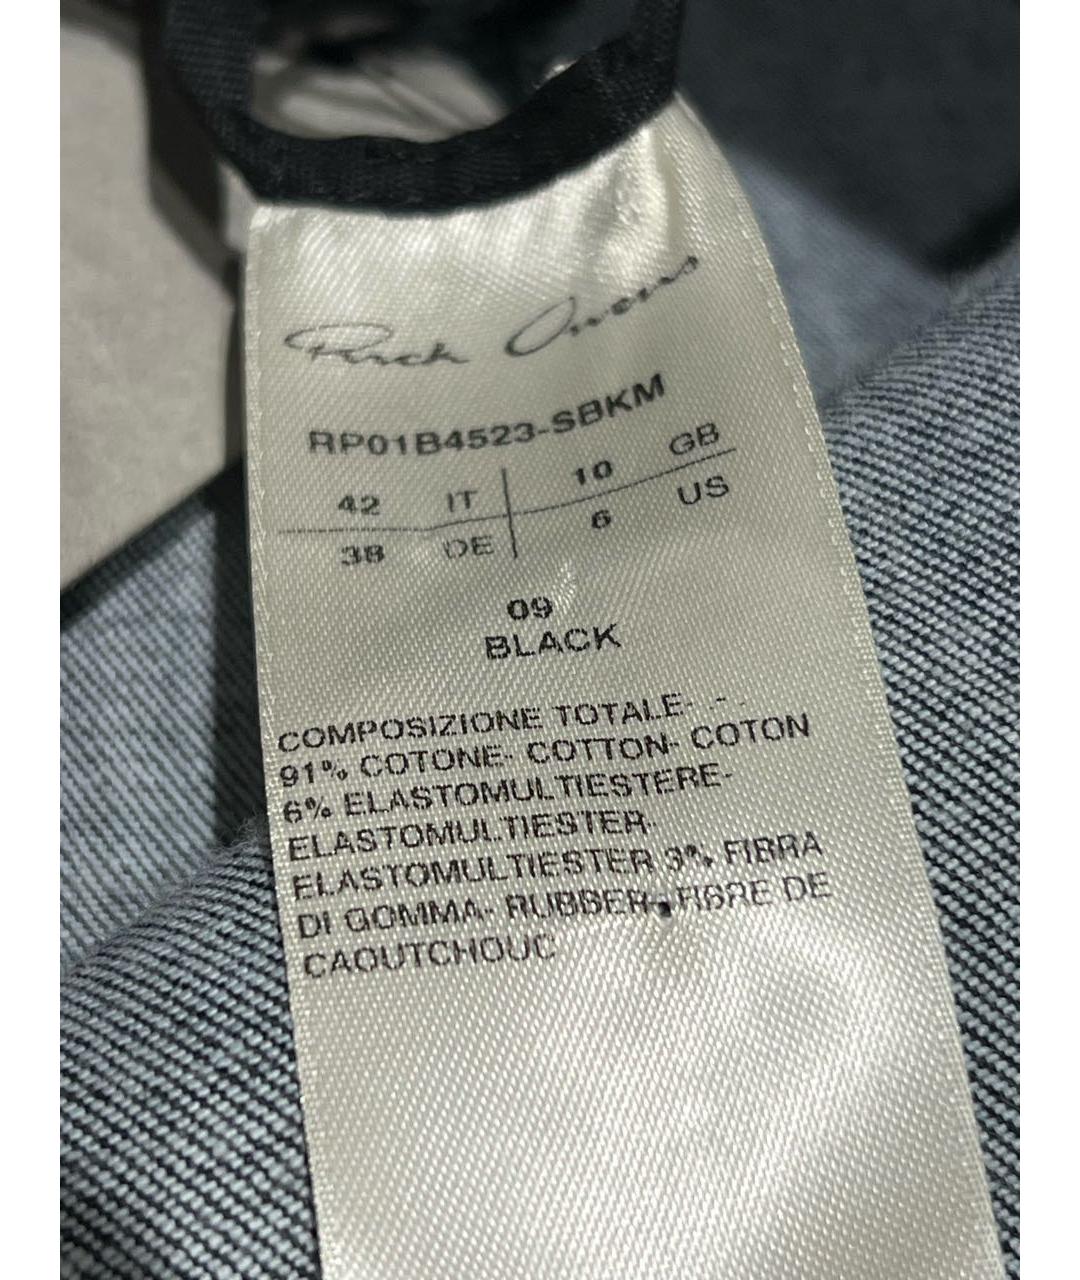 Rick Owens
RP01B4523-SBKM
42 IT 10 GB
38 DE 6 US
09
BLACK
COMPOSIZIONE TOTALE- -
91% COTONE- COTTON- COTON
6% ELASTOMULTIESTERE-
ELASTOMULTIESTER-
ELASTOMULTIESTER 3% FIBRA
DI GOMMA- RUBBER- FIBRE DE
CAOUTCHOUC